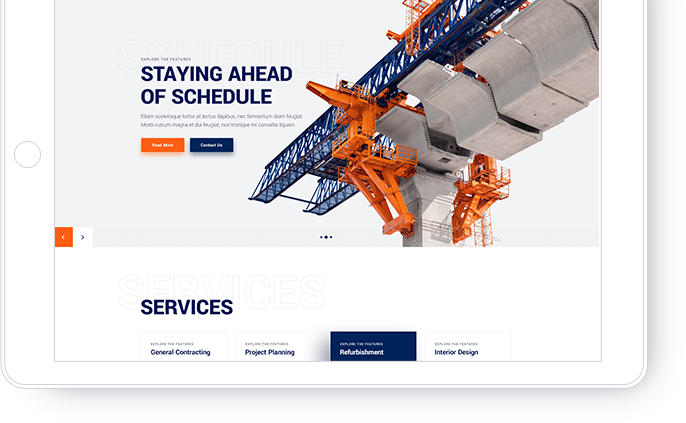 SCHEDULE
EXPLORE THE FEATURES
STAYING AHEAD
OF SCHEDULE
Etiam scelerisque tortor at lectus dapibus, nec fermentum diam feugiat.
Morbi rutrum magna et dui feugiat, non tristique mi convallis liquam
Read More
Contact Us
SERVICES
SERVICES
EXPLORE THE FEATURES
General Contracting
EXPLORE THE FEATURES
Project Planning
EXPLORE THE FEATURES
Refurbishment
EXPLORE THE FEATURES
Interior Design